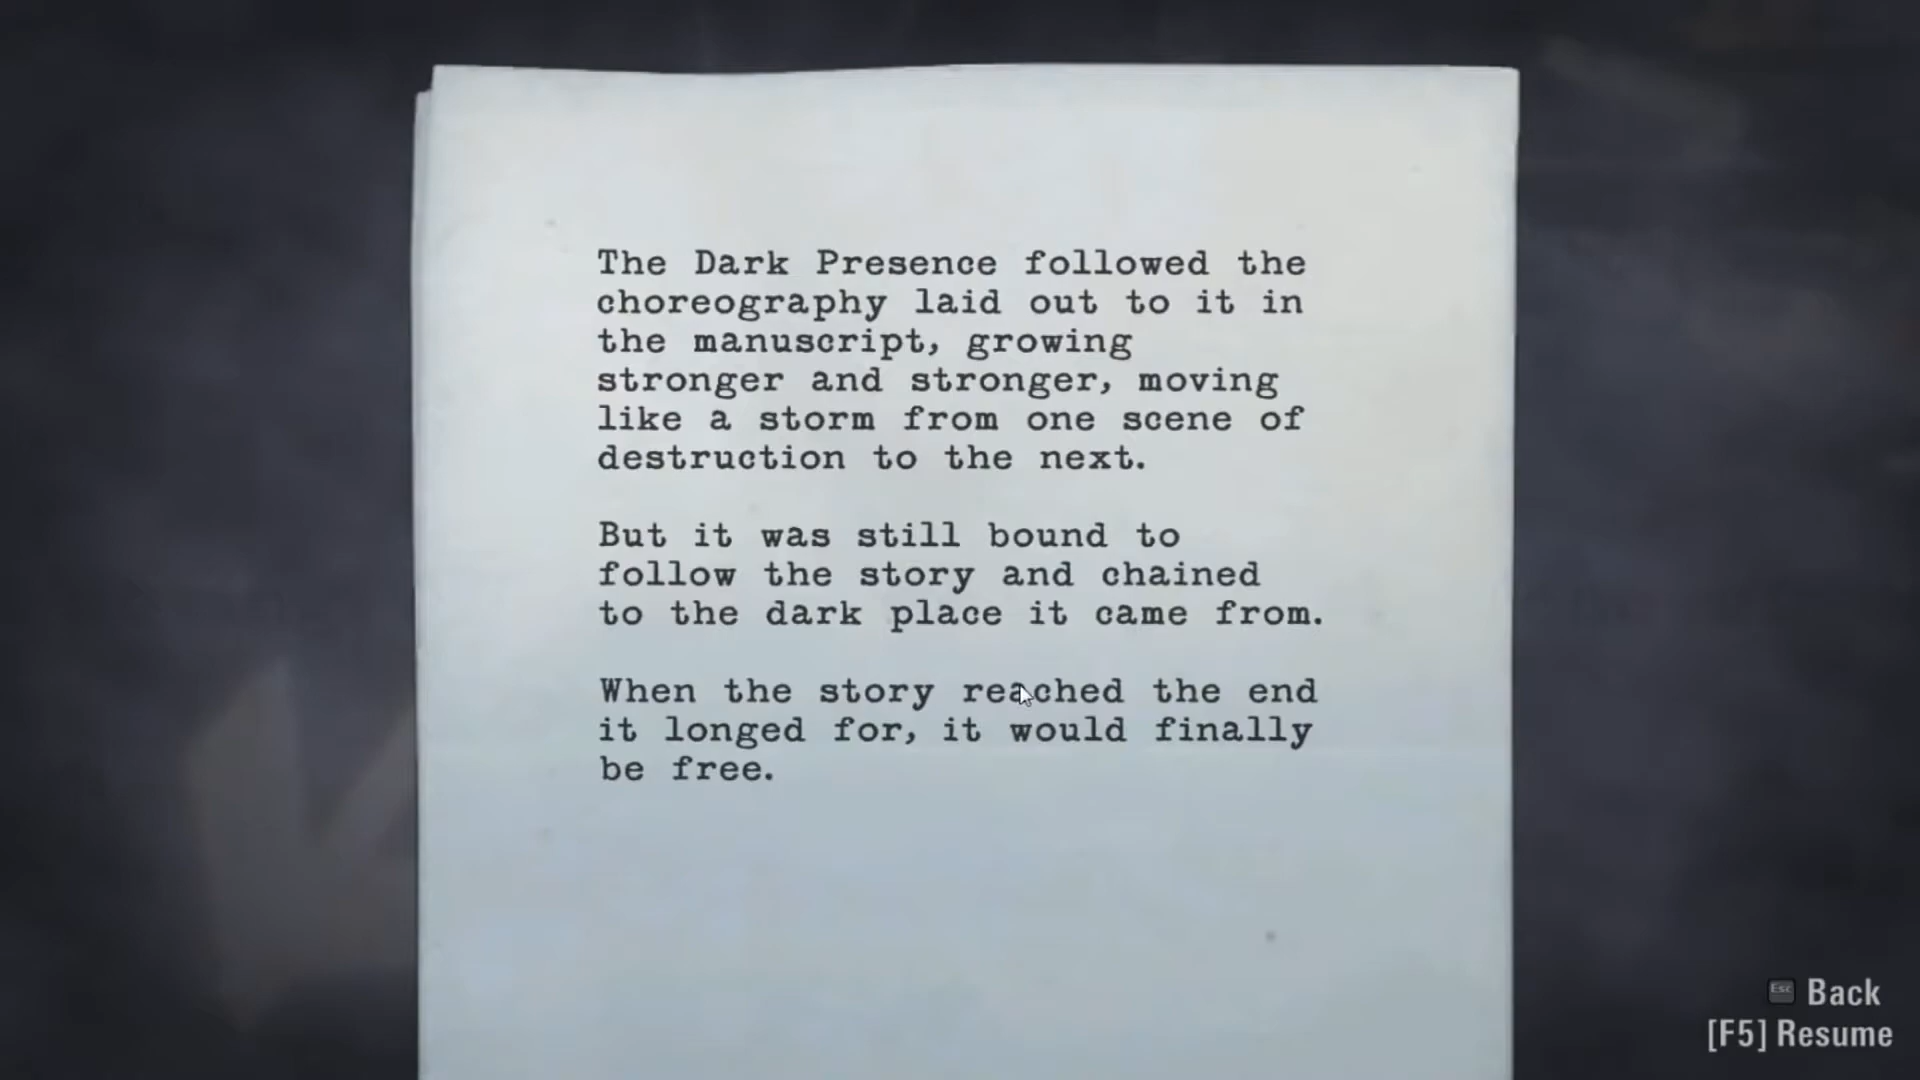 The Dark Presence followed the
choreography laid out to it in
the manuscript, growing
stronger and stronger, moving
like a storm from one scene of
destruction to the next.
But it was still bound to
follow the story and chained
to the dark place it came from.
When the story reached the end
it longed for, it would finally
be free.
Esc Back
[F5] Resume